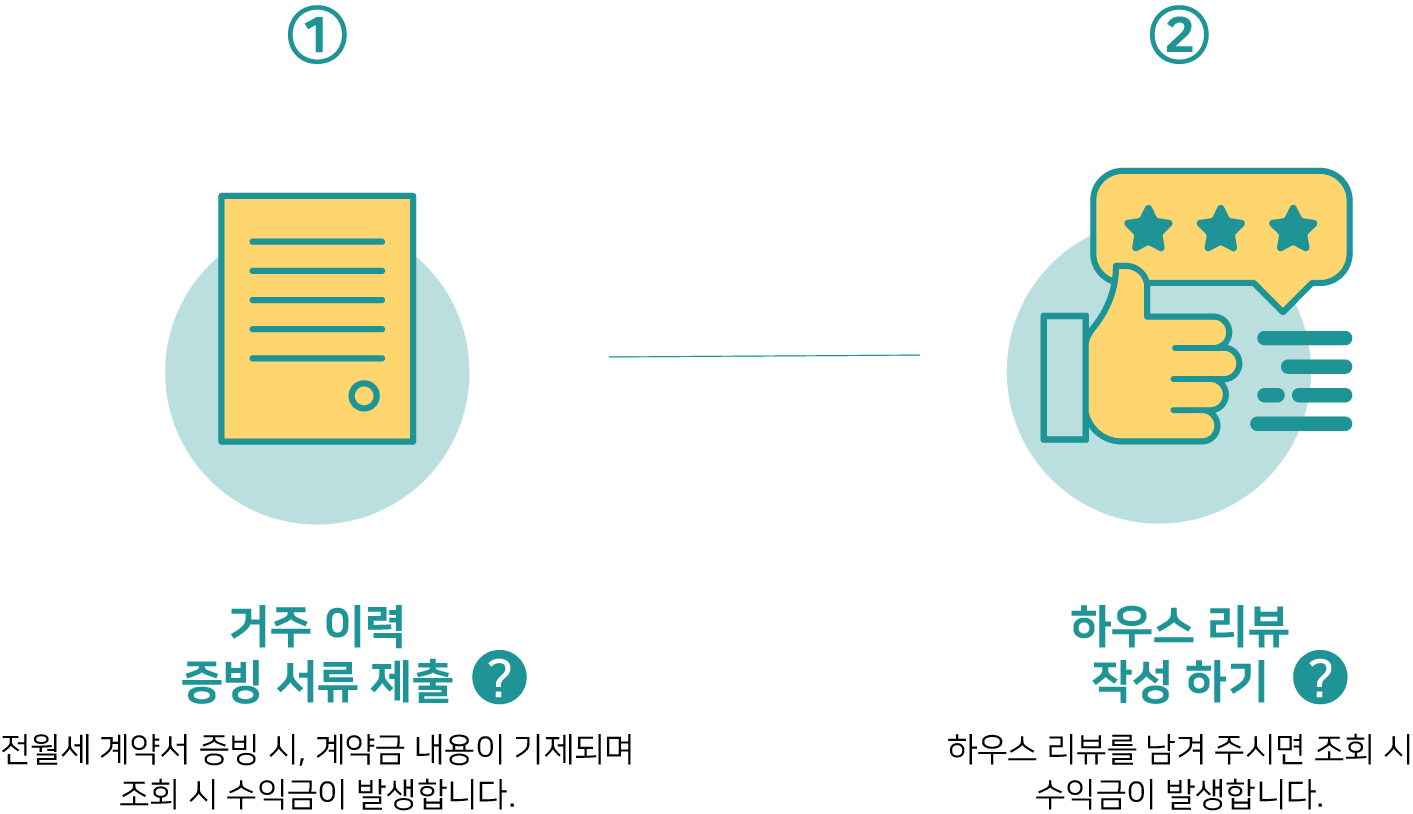 ①
거주 이력
증빙 서류 제출 ?
전월세 계약서 증빙 시, 계약금 내용이 기제되며
조회 시 수익금이 발생합니다.
②
하우스 리뷰
작성 하기 ?
하우스 리뷰를 남겨 주시면 조회 시
수익금이 발생합니다.